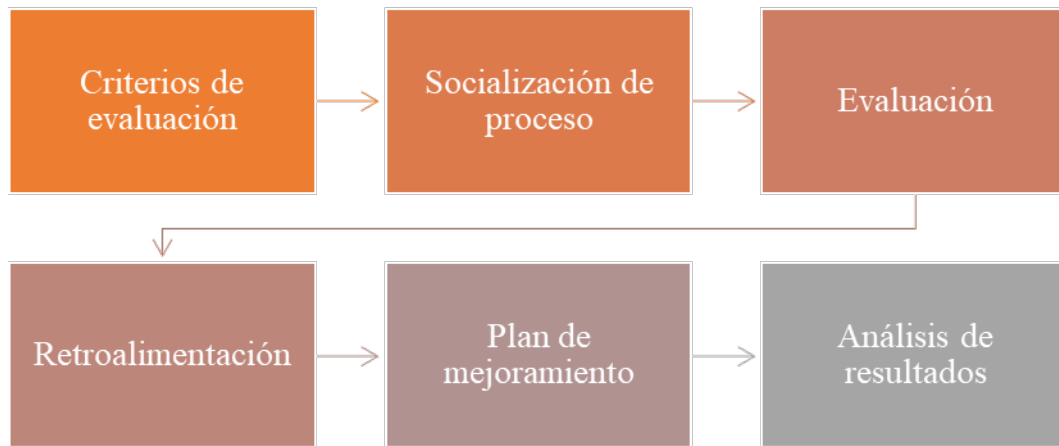 Criterios de
evaluación
Socialización de
proceso
Evaluación
Retroalimentación
Plan de
mejoramiento
Análisis de
resultados